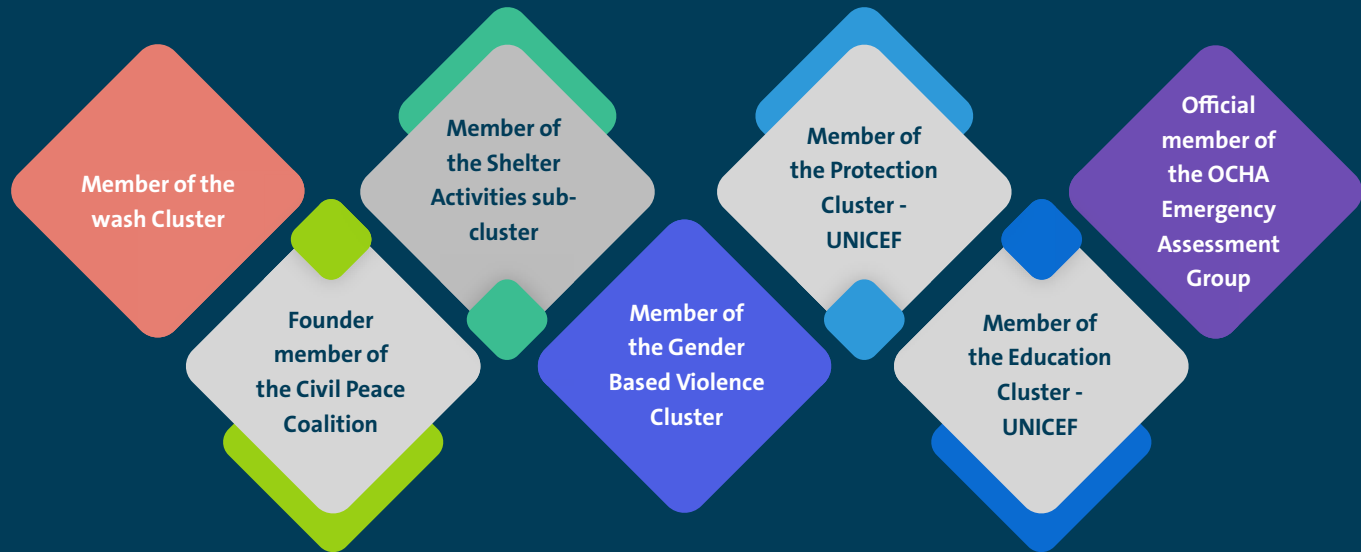 Member of the
wash Cluster
Founder
member of
the Civil Peace
Coalition
Member of
the Shelter
Activities sub-
cluster
Member of
the Gender
Based Violence
Cluster
Member of
the Protection
Cluster -
UNICEF
Member of
the Education
Cluster -
UNICEF
Official
member of
the OCHA
Emergency
Assessment
Group